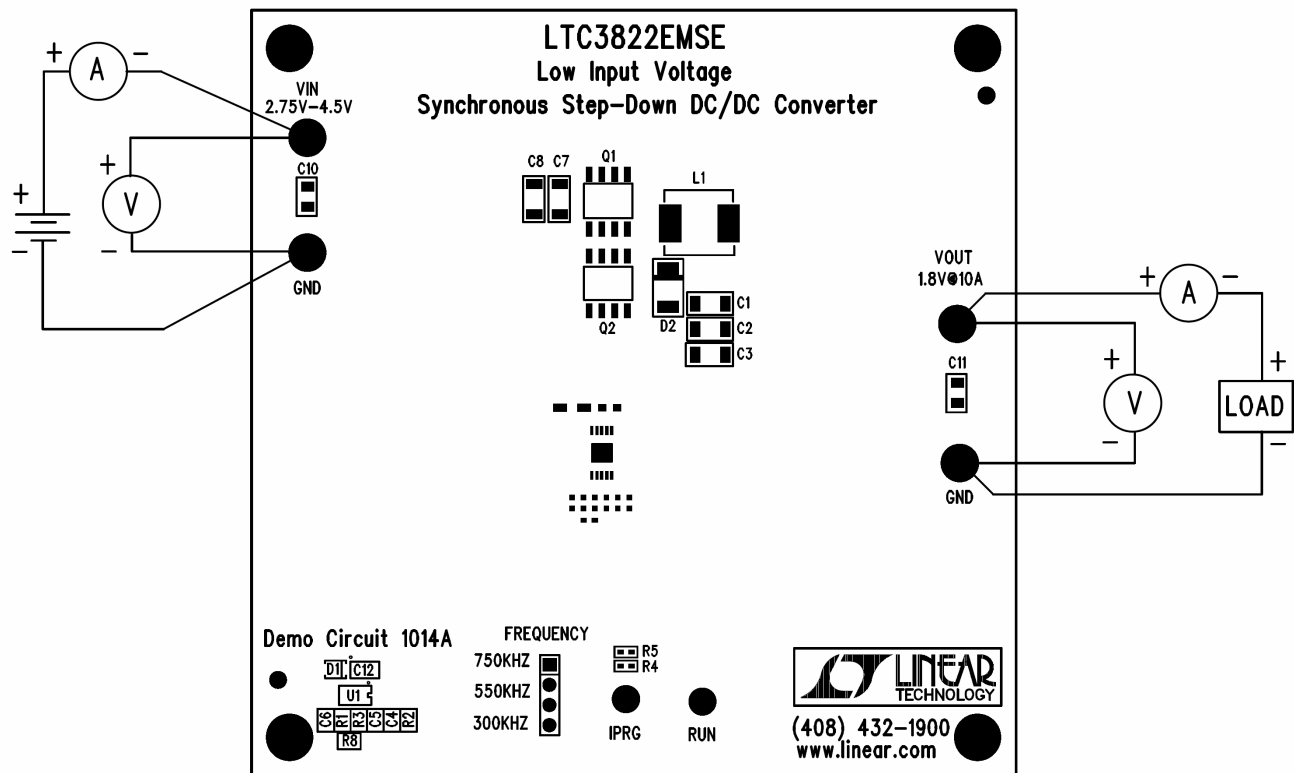 LTC3822EMSE
Low Input Voltage
Synchronous Step-Down DC/DC Converter
+ A -
VIN
2.75V-4.5V
+
V
-
+
-
C10
GND
C8 C7 Q1
L1
Q2
D2
C1
C2
C3
VOUT
1.8V@10A
+ A -
C11
+
V
-
+
LOAD
-
GND
Demo Circuit 1014A
D1 C12
U1
C6 R1 R3 C5 C4 R2
R8
FREQUENCY
750KHZ
550KHZ
300KHZ
R5
R4
IPRG
RUN
LINEAR
TECHNOLOGY
(408) 432-1900
www.linear.com